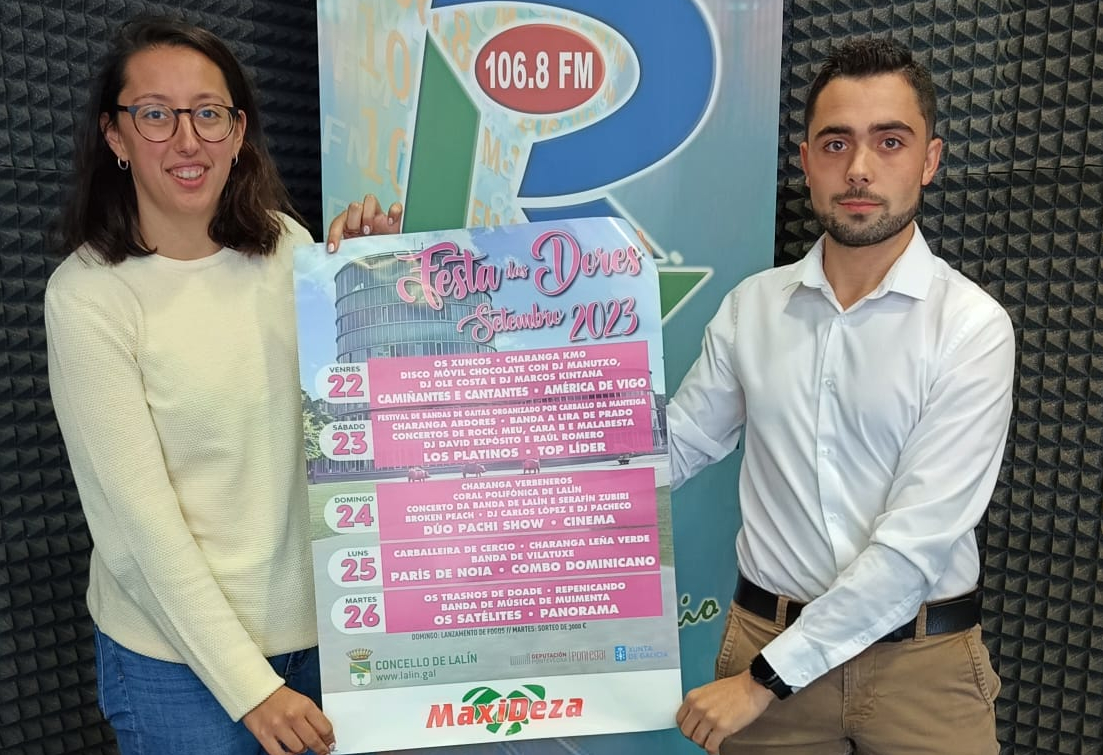 106.8 FM
Festa das Dores
Setembro 2023
VENRES
22
OS XUNCOS • CHARANGA KMO
DISCO MÓVIL CHOCOLATE CON DJ MANUTXO,
DJ OLE COSTA E DJ MARCOS KINTANA
CAMIÑANTES E CANTANTES • AMÉRICA DE VIGO
SÁBADO
23
FESTIVAL DE BANDAS DE GAITAS ORGANIZADO POR CARBALLO DA MANTEIGA
CHARANGA ARDORES • BANDA A LIRA DE PRADO
CONCERTOS DE ROCK: MEU, CARA B E MALABESTA
DJ DAVID EXPÓSITO E RAÚL ROMERO
LOS PLATINOS • TOP LÍDER
DOMINGO
24
CHARANGA VERBENEROS
CORAL POLIFÓNICA DE LALÍN
CONCERTO DA BANDA DE LALÍN E SERAFÍN ZUBIRI
BROKEN PEACH • DJ CARLOS LÓPEZ E DJ PACHECO
DÚO PACHI SHOW • CINEMA
LUNS
25
CARBALLEIRA DE CERCIO • CHARANGA LEÑA VERDE
BANDA DE VILATUXE
PARÍS DE NOIA • COMBO DOMINICANO
MARTES
26
OS TRASNOS DE DOADE • REPENICANDO
BANDA DE MÚSICA DE MUIMENTA
OS SATÉLITES • PANORAMA
DOMINGO: LANZAMENTO DE FOGOS // MARTES: SORTEO DE 3000 €
CONCELLO DE LALÍN
www.lalin.gal
DEPUTACIÓN
PONTEVEDRA
XUNTA
DE GALICIA
MaxiDeza